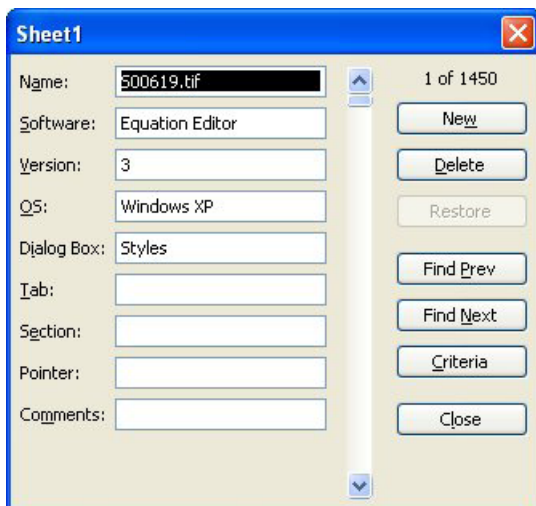 Sheet1
Name: S00619.tif 1 of 1450
Software: Equation Editor New
Version: 3 Delete
OS: Windows XP Restore
Dialog Box: Styles
Tab: Find Prev
Section: Find Next
Pointer: Criteria
Comments: Close